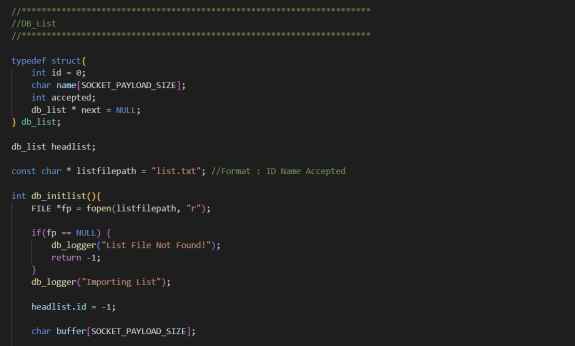 //**********************************************************************
//DB_List
//**********************************************************************
typedef struct{
    int id = 0;
    char name[SOCKET_PAYLOAD_SIZE];
    int accepted;
    db_list * next = NULL;
} db_list;
db_list headlist;
const char * listfilepath = "list.txt"; //Format : ID Name Accepted
int db_initlist(){
    FILE *fp = fopen(listfilepath, "r");
    if(fp == NULL) {
        db_logger("List File Not Found!");
        return -1;
    }
    db_logger("Importing List");
    headlist.id = -1;
    char buffer[SOCKET_PAYLOAD_SIZE];